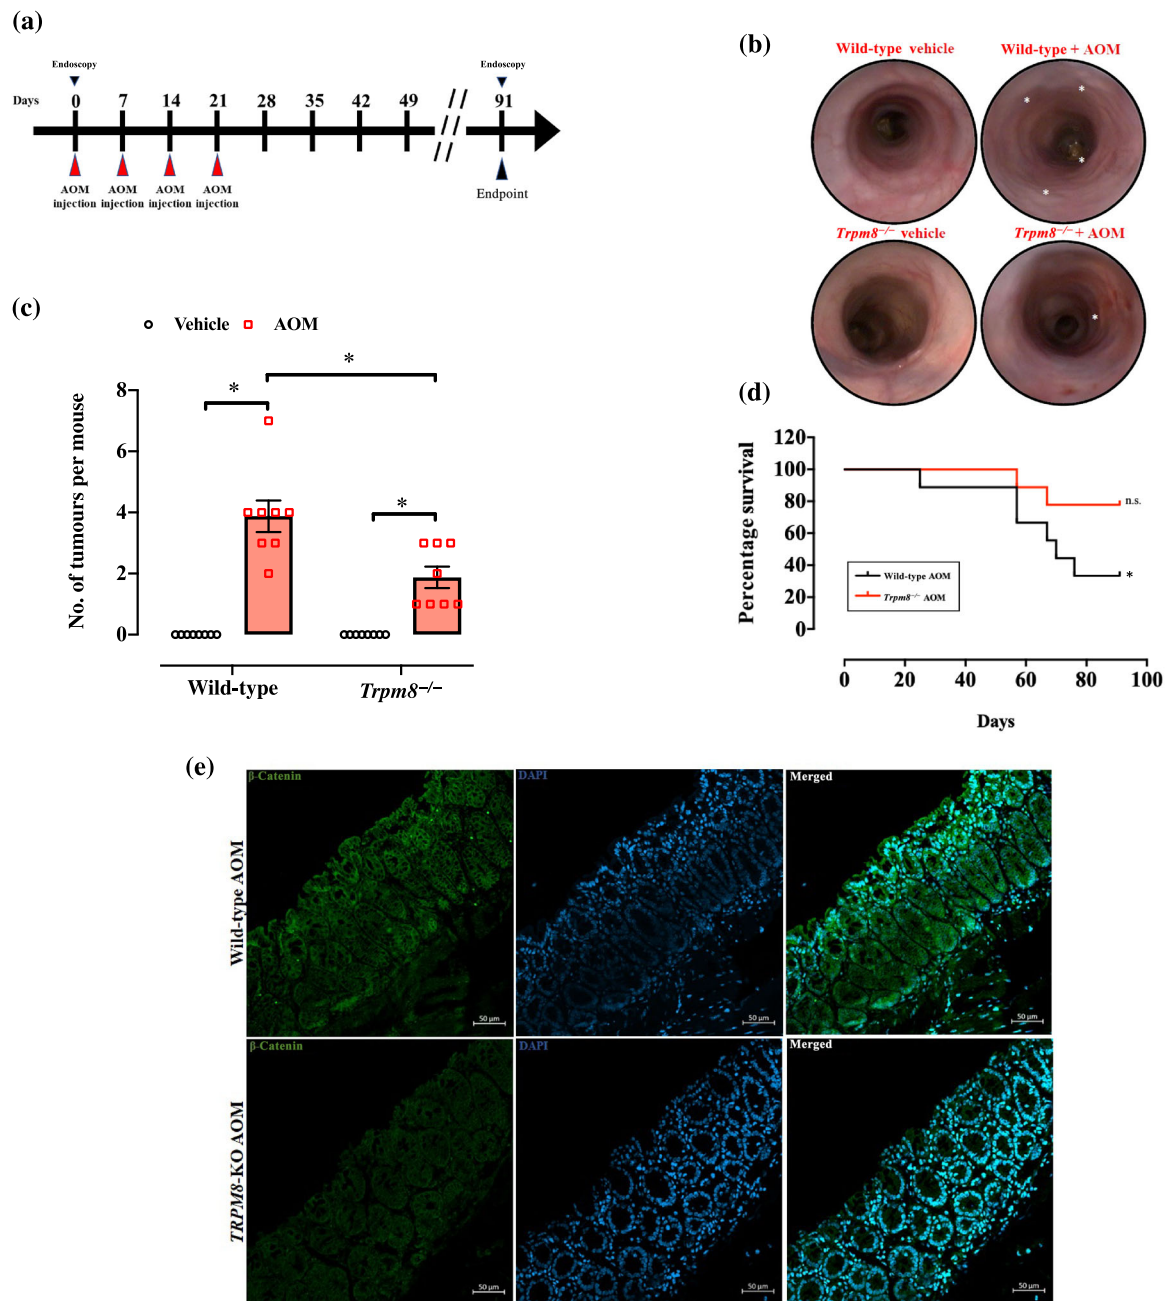 (a)
Endoscopy Endoscopy
Days 0 7 14 21 28 35 42 49 91
AOM injection AOM injection AOM injection AOM injection
Endpoint
(b)
Wild-type vehicle Wild-type + AOM
* * * *
Trpm8−/− vehicle Trpm8−/− + AOM
*
(c)
Vehicle AOM
* * *
No. of tumours per mouse
8
6
4
2
0
Wild-type Trpm8−/−
(d)
Percentage survival
120
100
80
60
40
20
0
n.s.
*
Wild-type AOM
Trpm8−/− AOM
0 20 40 60 80 100
Days
(e)
Wild-type AOM
β-Catenin DAPI Merged
50 µm 50 µm 50 µm
TRPM8-KO AOM
β-Catenin DAPI Merged
50 µm 50 µm 50 µm